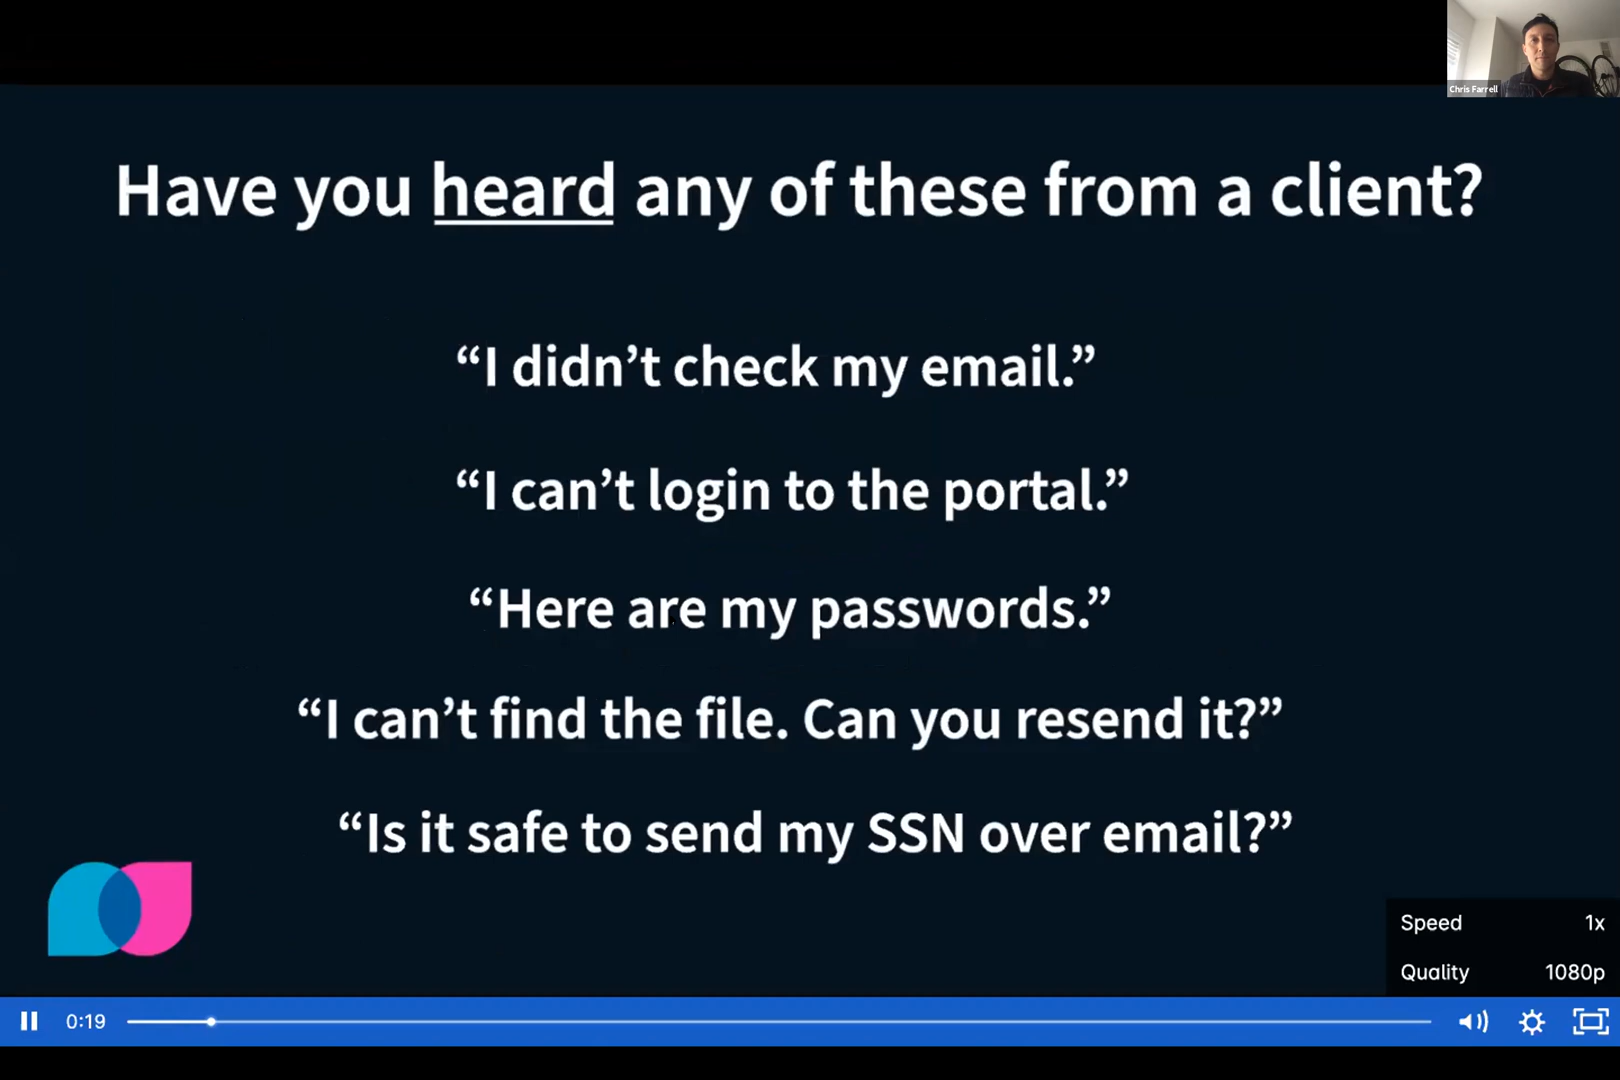 Chris Farrell
Have you heard any of these from a client?
“I didn’t check my email.”
“I can’t login to the portal.”
“Here are my passwords.”
“I can’t find the file. Can you resend it?”
“Is it safe to send my SSN over email?”
Speed 1x
Quality 1080p
0:19